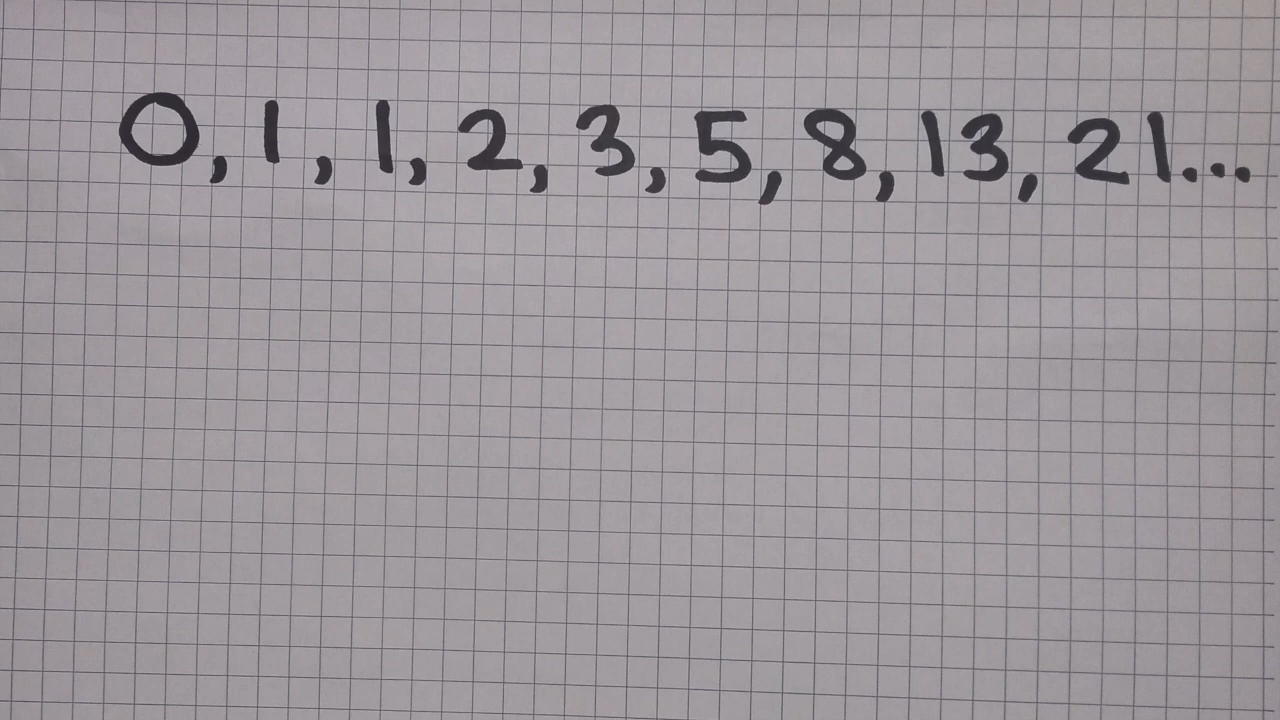 0, 1, 1, 2, 3, 5, 8, 13, 21...